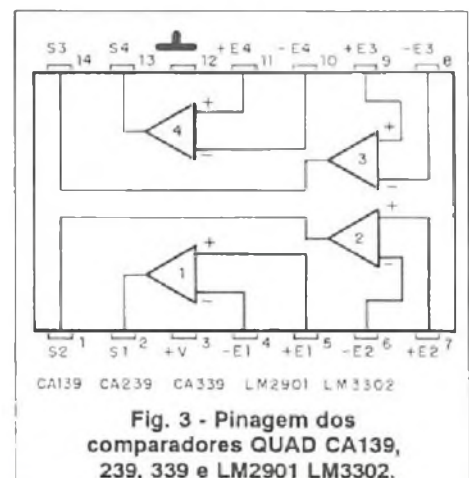 S3 S4 +E4 -E4 +E3 -E3
14 13 12 11 10 9 8
+ + 
4 3
- -
+ +
1 2
- -
1 2 3 4 5 6 7
S2 S1 +V -E1 +E1 -E2 +E2
CA139 CA239 CA339 LM2901 LM3302
Fig. 3 - Pinagem dos
comparadores QUAD CA139,
239, 339 e LM2901 LM3302.